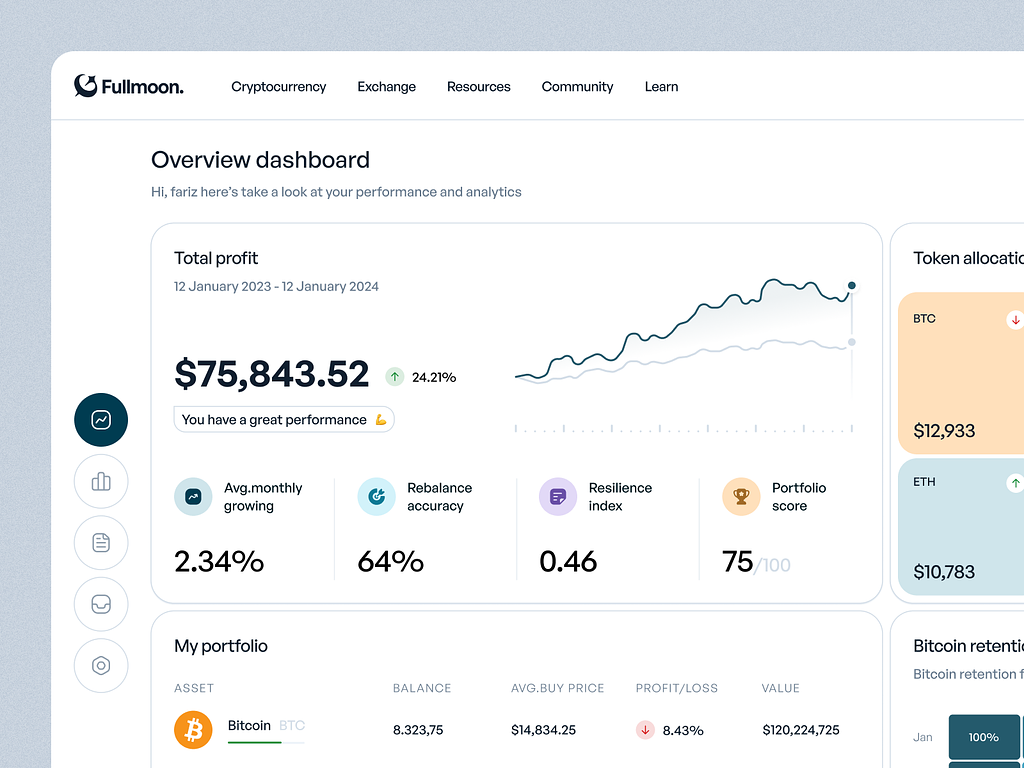 Fullmoon.
Cryptocurrency
Exchange
Resources
Community
Learn
Overview dashboard
Hi, fariz here's take a look at your performance and analytics
Total profit
12 January 2023 - 12 January 2024
$75,843.52
24.21%
You have a great performance 💪
Avg.monthly
growing
2.34%
Rebalance
accuracy
64%
Resilience
index
0.46
Portfolio
score
75/100
Token allocatio
BTC
$12,933
ETH
$10,783
My portfolio
ASSET
BALANCE
AVG.BUY PRICE
PROFIT/LOSS
VALUE
Bitcoin BTC
8.323,75
$14,834.25
8.43%
$120,224,725
Bitcoin retentio
Bitcoin retention f
Jan
100%